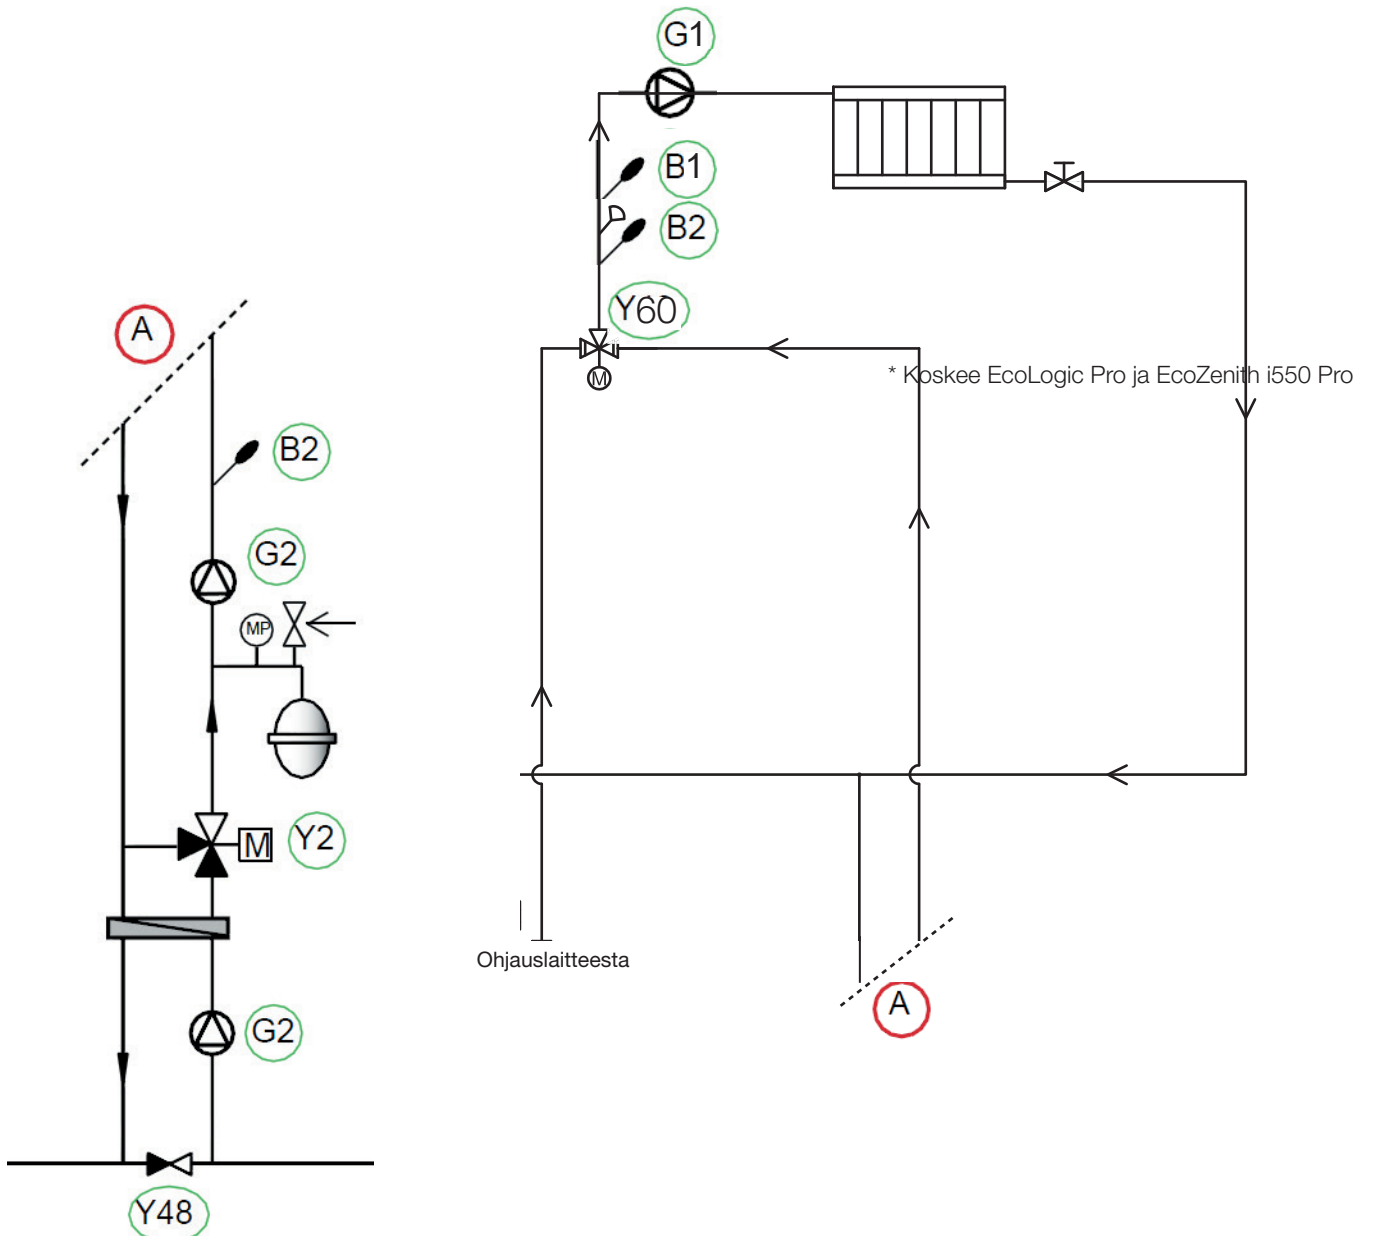 G1
B1
B2
Y60
M
* Koskee EcoLogic Pro ja EcoZenith i550 Pro
A
B2
G2
MP
M
Y2
G2
Y48
Ohjauslaitteesta
A